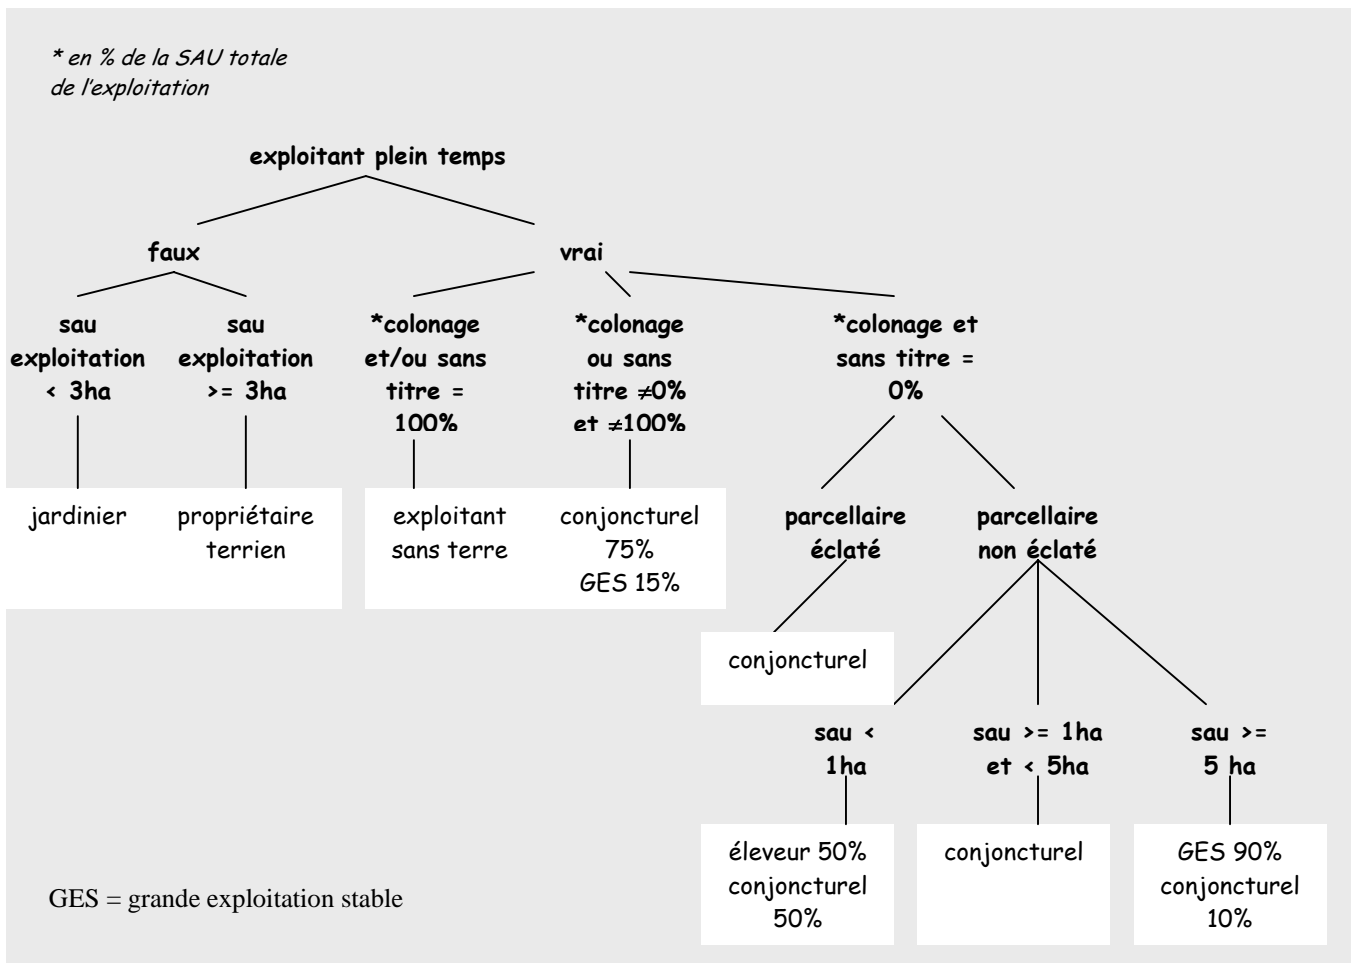 * en % de la SAU totale
de l'exploitation
exploitant plein temps
faux
vrai
sau
exploitation
< 3ha
sau
exploitation
>= 3ha
*colonage
et/ou sans
titre =
100%
*colonage
ou sans
titre ≠0%
et ≠100%
*colonage et
sans titre =
0%
jardinier
propriétaire
terrien
exploitant
sans terre
conjoncturel
75%
GES 15%
parcellaire
éclaté
parcellaire
non éclaté
conjoncturel
sau <
1ha
sau >= 1ha
et < 5ha
sau >=
5 ha
éleveur 50%
conjoncturel
50%
conjoncturel
GES 90%
conjoncturel
10%
GES = grande exploitation stable